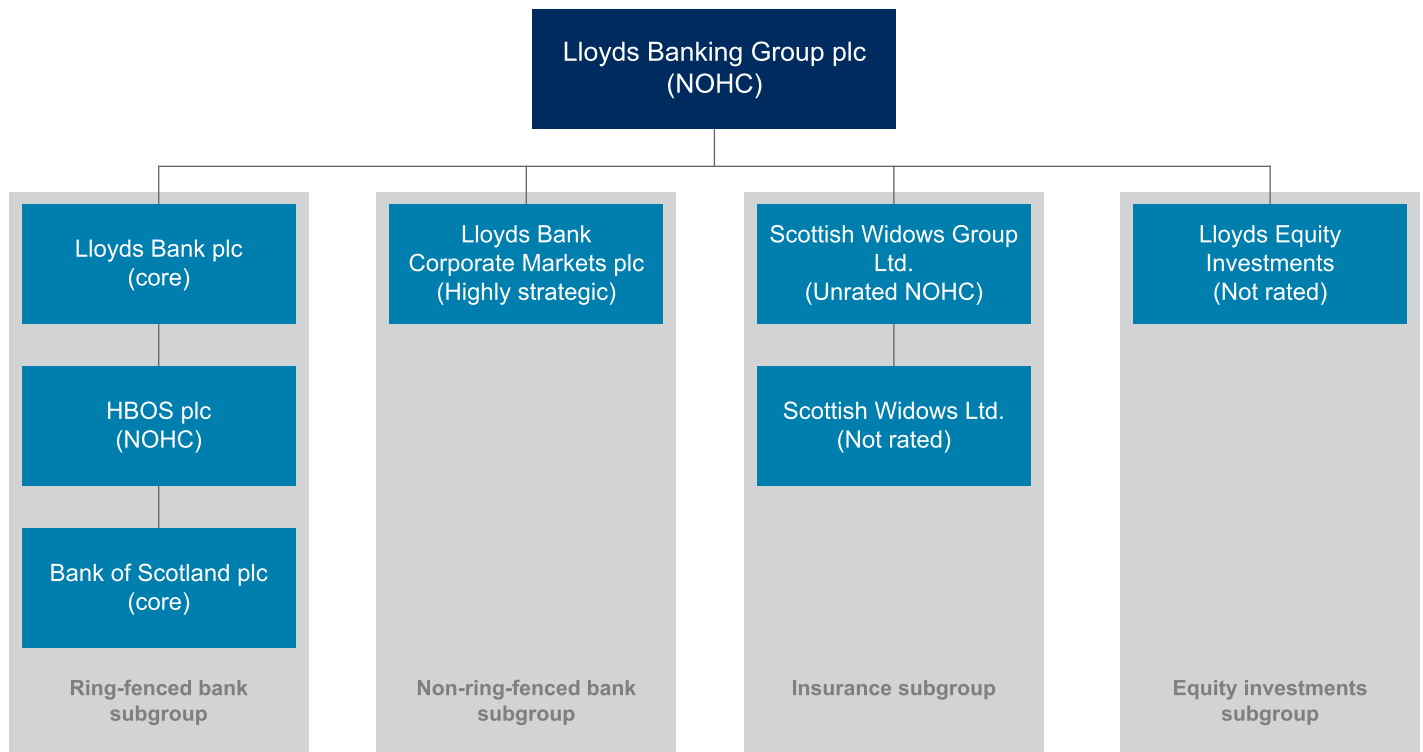 Lloyds Banking Group plc
(NOHC)
Lloyds Bank plc
(core)
HBOS plc
(NOHC)
Bank of Scotland plc
(core)
Ring-fenced bank
subgroup
Lloyds Bank
Corporate Markets plc
(Highly strategic)
Non-ring-fenced bank
subgroup
Scottish Widows Group
Ltd.
(Unrated NOHC)
Scottish Widows Ltd.
(Not rated)
Insurance subgroup
Lloyds Equity
Investments
(Not rated)
Equity investments
subgroup